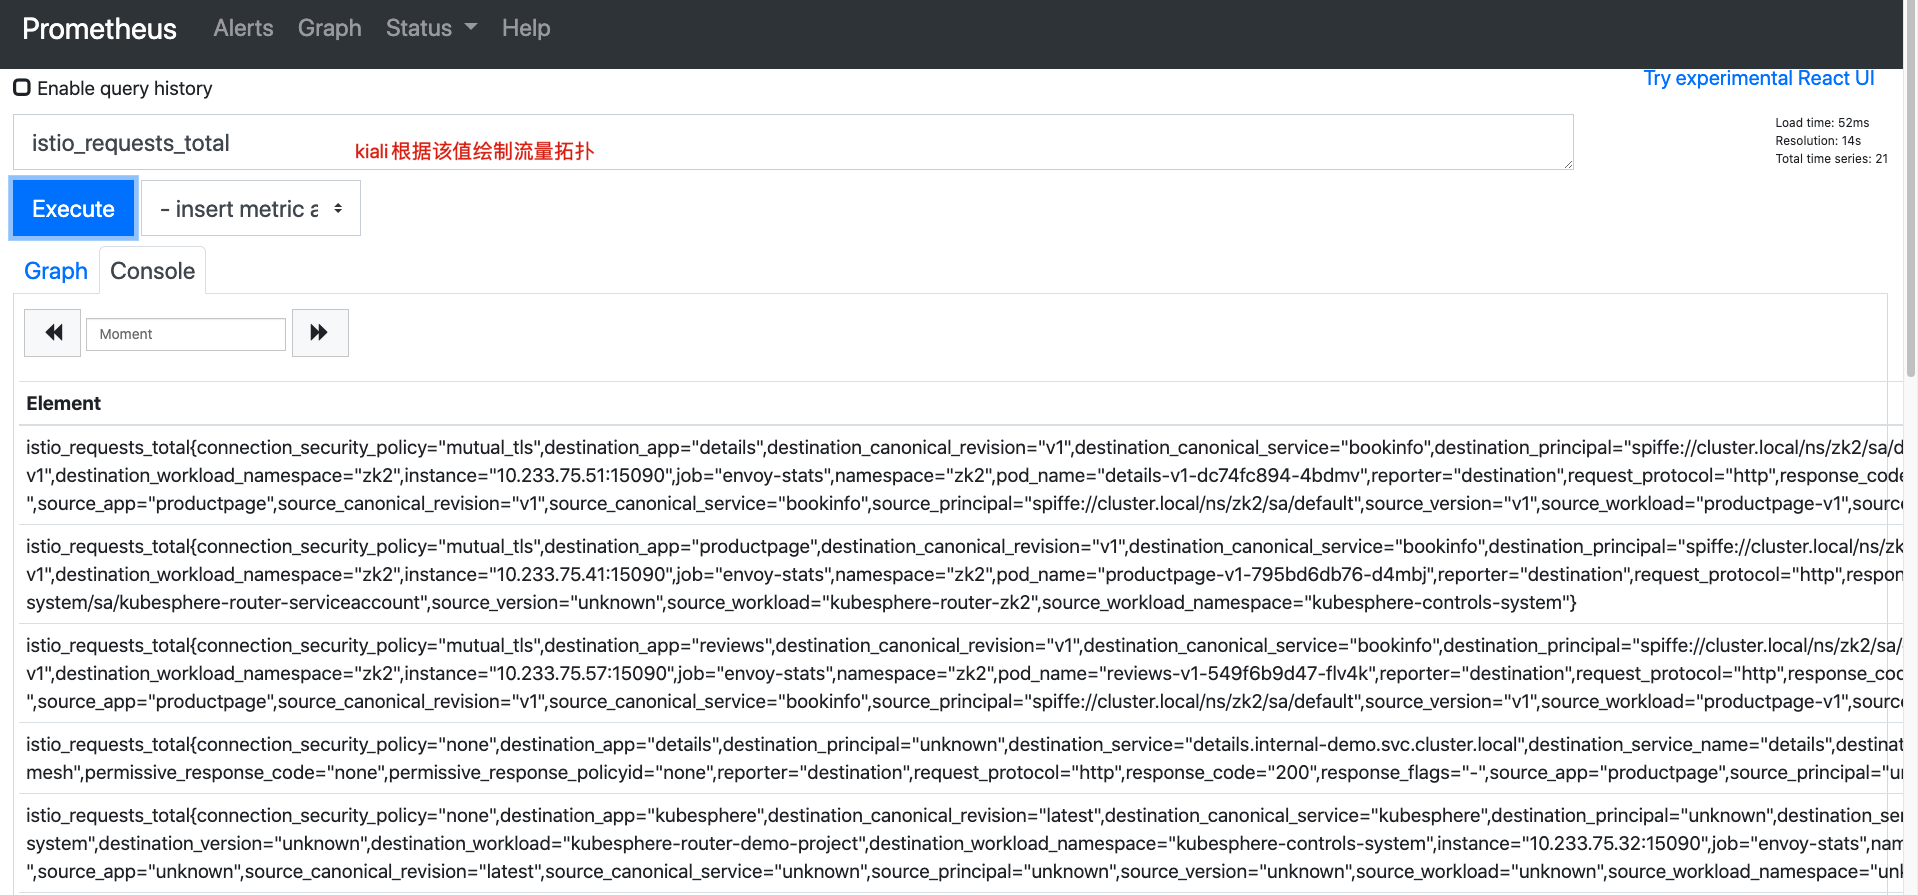 Prometheus Alerts Graph Status Help
Enable query history
Try experimental React UI
istio_requests_total
kiali根据该值绘制流量拓扑
Load time: 52ms
Resolution: 14s
Total time series: 21
Execute
- insert metric a
Graph Console
Moment
Element
istio_requests_total{connection_security_policy="mutual_tls",destination_app="details",destination_canonical_revision="v1",destination_canonical_service="bookinfo",destination_principal="spiffe://cluster.local/ns/zk2/sa/d
v1",destination_workload_namespace="zk2",instance="10.233.75.51:15090",job="envoy-stats",namespace="zk2",pod_name="details-v1-dc74fc894-4bdmv",reporter="destination",request_protocol="http",response_code
",source_app="productpage",source_canonical_revision="v1",source_canonical_service="bookinfo",source_principal="spiffe://cluster.local/ns/zk2/sa/default",source_version="v1",source_workload="productpage-v1",sourc
istio_requests_total{connection_security_policy="mutual_tls",destination_app="productpage",destination_canonical_revision="v1",destination_canonical_service="bookinfo",destination_principal="spiffe://cluster.local/ns/zk
v1",destination_workload_namespace="zk2",instance="10.233.75.41:15090",job="envoy-stats",namespace="zk2",pod_name="productpage-v1-795bd6db76-d4mbj",reporter="destination",request_protocol="http",respon
system/sa/kubesphere-router-serviceaccount",source_version="unknown",source_workload="kubesphere-router-zk2",source_workload_namespace="kubesphere-controls-system"}
istio_requests_total{connection_security_policy="mutual_tls",destination_app="reviews",destination_canonical_revision="v1",destination_canonical_service="bookinfo",destination_principal="spiffe://cluster.local/ns/zk2/sa/
v1",destination_workload_namespace="zk2",instance="10.233.75.57:15090",job="envoy-stats",namespace="zk2",pod_name="reviews-v1-549f6b9d47-flv4k",reporter="destination",request_protocol="http",response_cod
",source_app="productpage",source_canonical_revision="v1",source_canonical_service="bookinfo",source_principal="spiffe://cluster.local/ns/zk2/sa/default",source_version="v1",source_workload="productpage-v1",sourc
istio_requests_total{connection_security_policy="none",destination_app="details",destination_principal="unknown",destination_service="details.internal-demo.svc.cluster.local",destination_service_name="details",destinat
mesh",permissive_response_code="none",permissive_response_policyid="none",reporter="destination",request_protocol="http",response_code="200",response_flags="-",source_app="productpage",source_principal="u
istio_requests_total{connection_security_policy="none",destination_app="kubesphere",destination_canonical_revision="latest",destination_canonical_service="kubesphere",destination_principal="unknown",destination_ser
system",destination_version="unknown",destination_workload="kubesphere-router-demo-project",destination_workload_namespace="kubesphere-controls-system",instance="10.233.75.32:15090",job="envoy-stats",nam
",source_app="unknown",source_canonical_revision="latest",source_canonical_service="unknown",source_principal="unknown",source_version="unknown",source_workload="unknown",source_workload_namespace="un